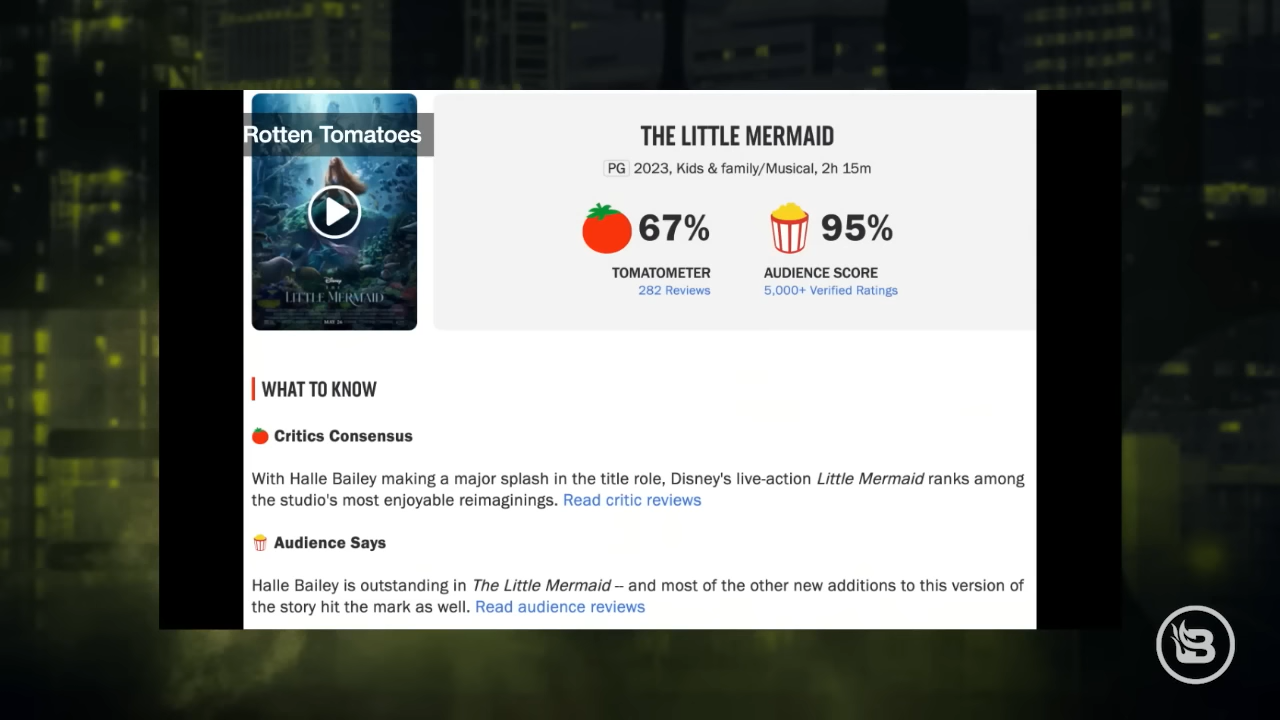 Rotten Tomatoes
Disney
THE
LITTLE MERMAID
THE LITTLE MERMAID
PG 2023, Kids & family/Musical, 2h 15m
67% 95%
TOMATOMETER AUDIENCE SCORE
282 Reviews 5,000+ Verified Ratings
WHAT TO KNOW
Critics Consensus
With Halle Bailey making a major splash in the title role, Disney's live-action Little Mermaid ranks among
the studio's most enjoyable reimaginings. Read critic reviews
Audience Says
Halle Bailey is outstanding in The Little Mermaid -- and most of the other new additions to this version of
the story hit the mark as well. Read audience reviews
B